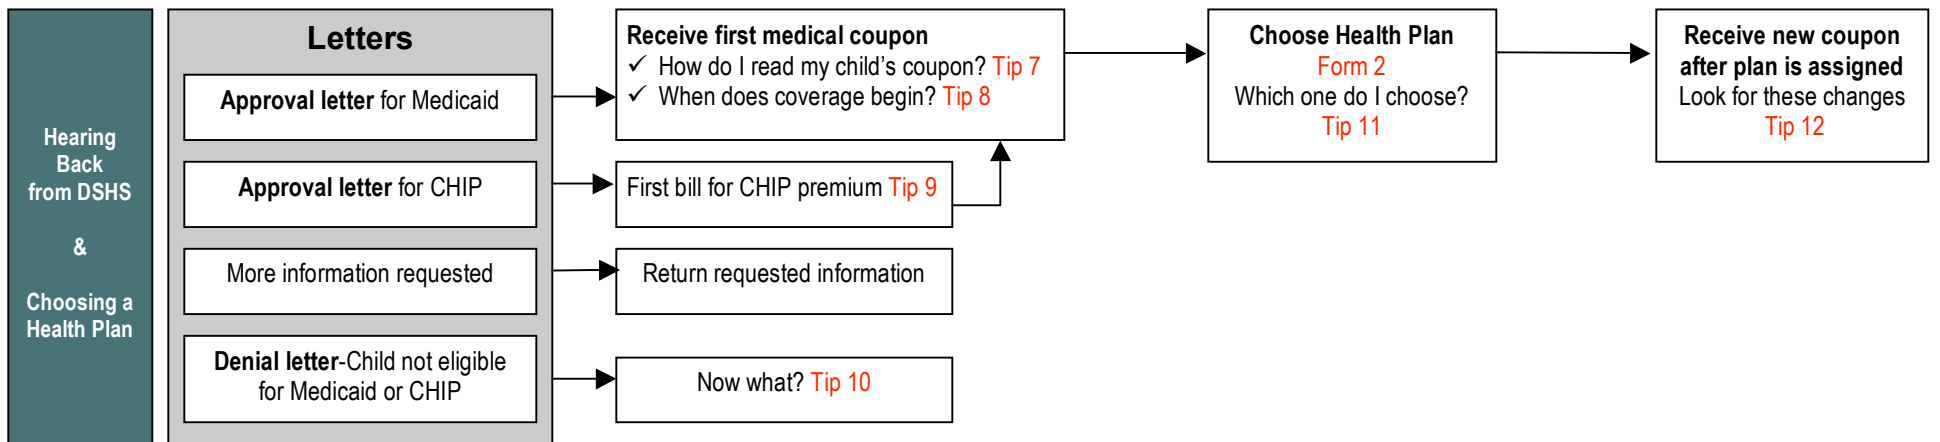 Hearing
Back
from DSHS
&
Choosing a
Health Plan
Letters
Approval letter for Medicaid
Approval letter for CHIP
More information requested
Denial letter-Child not eligible
for Medicaid or CHIP
Receive first medical coupon
✓ How do I read my child's coupon? Tip 7
✓ When does coverage begin? Tip 8
First bill for CHIP premium Tip 9
Return requested information
Now what? Tip 10
Choose Health Plan
Form 2
Which one do I choose?
Tip 11
Receive new coupon
after plan is assigned
Look for these changes
Tip 12